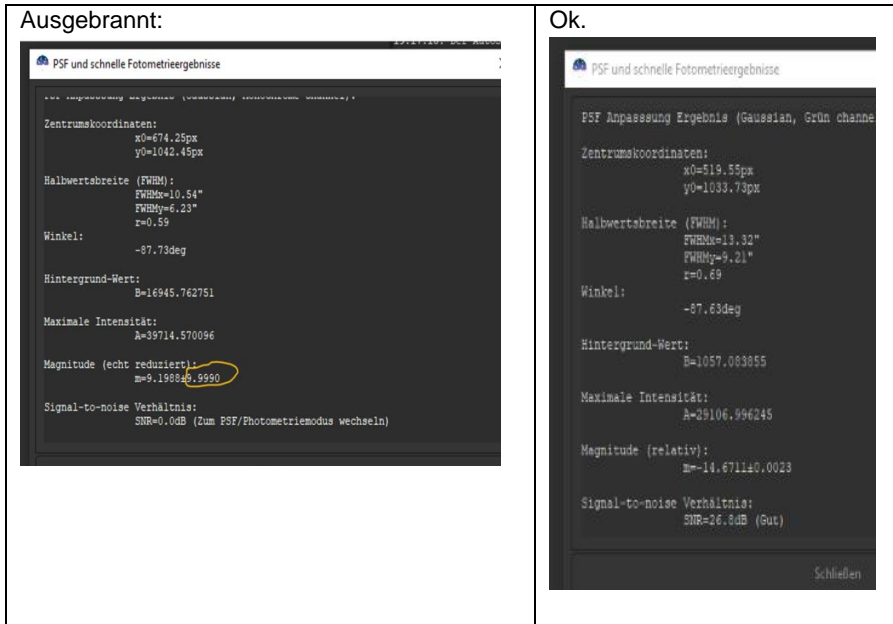 Ausgebrannt:
PSF und schnelle Fotometrieergebnisse
Zentrumskoordinaten:
x0=674.25px
y0=1042.45px
Halbwertsbreite (FWHM):
FWHMx=10.54"
FWHMy=6.23"
r=0.59
Winkel:
-87.73deg
Hintergrund-Wert:
B=16945.762751
Maximale Intensität:
A=39714.570096
Magnitude (echt reduziert):
m=9.1988±9.9990
Signal-to-noise Verhältnis:
SNR=0.0dB (Zum PSF/Photometriemodus wechseln)
Ok.
PSF und schnelle Fotometrieergebnisse
PSF Anpasssung Ergebnis (Gaussian, Grün channe
Zentrumskoordinaten:
x0=519.55px
y0=1033.73px
Halbwertsbreite (FWHM):
FWHMx=13.32"
FWHMy=9.21"
r=0.69
Winkel:
-87.63deg
Hintergrund-Wert:
B=1057.083855
Maximale Intensität:
A=29106.996245
Magnitude (relativ):
m=-14.6711±0.0023
Signal-to-noise Verhältnis:
SNR=26.8dB (Gut)
Schließen